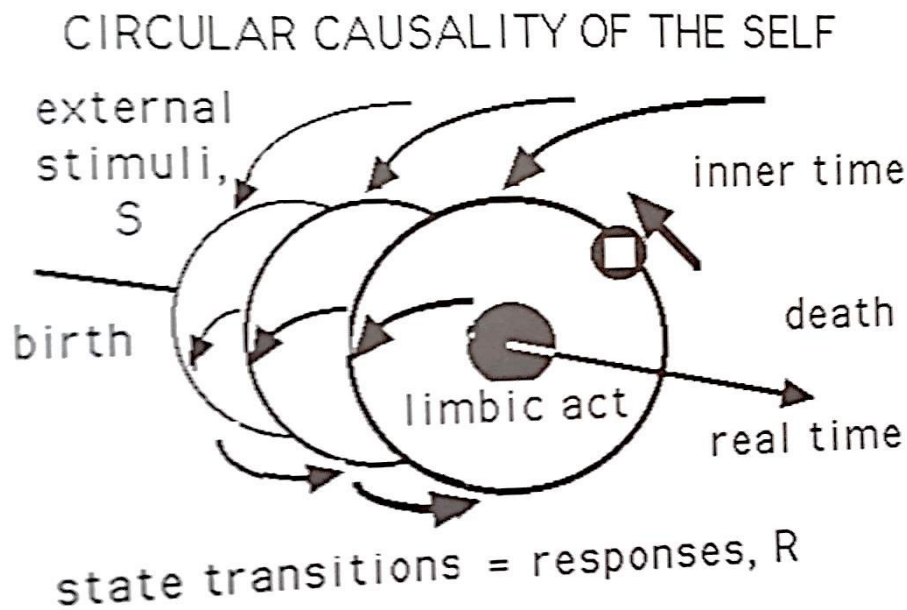 CIRCULAR CAUSALITY OF THE SELF
external
stimuli,
S
inner time
birth
death
limbic act
real time
state transitions = responses, R